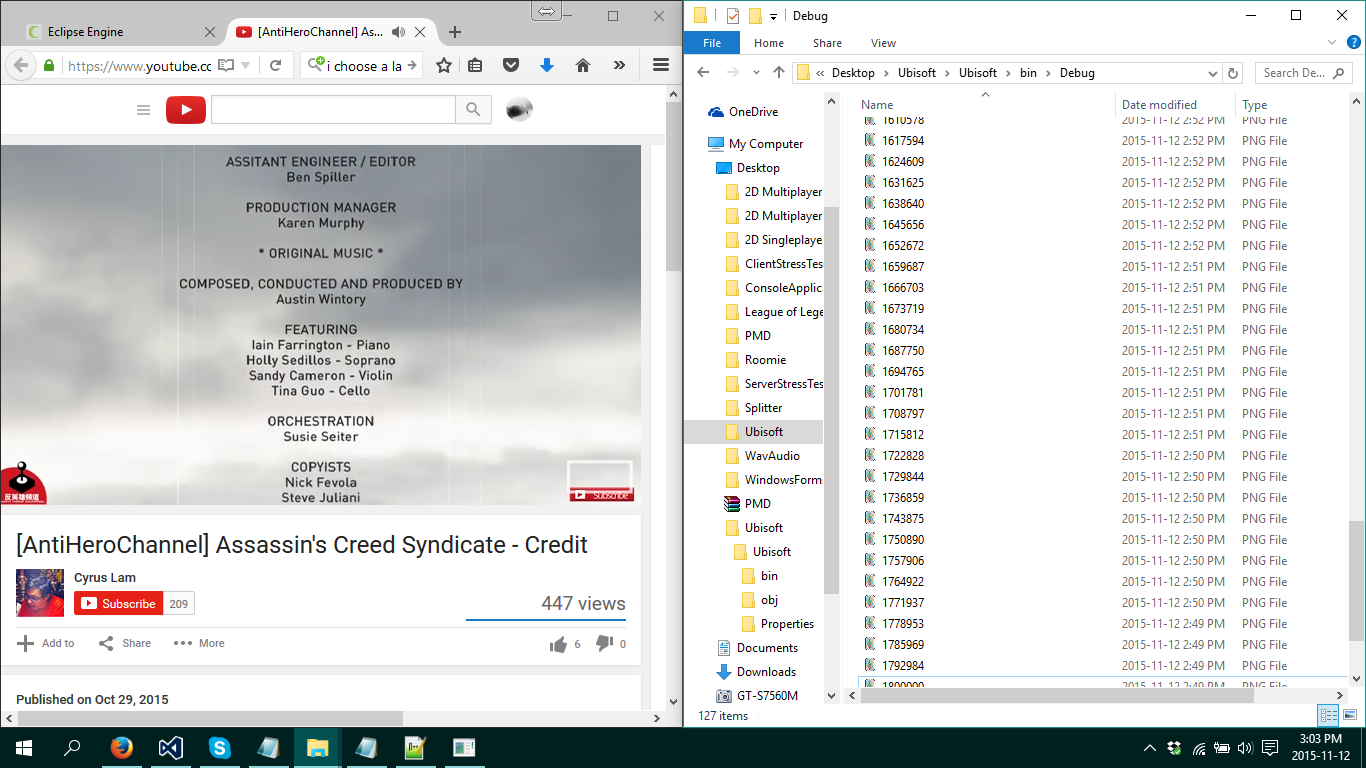 Eclipse Engine
[AntiHeroChannel] As...
https://www.youtube.cc
i choose a la
ASSITANT ENGINEER / EDITOR
Ben Spiller
PRODUCTION MANAGER
Karen Murphy
* ORIGINAL MUSIC *
COMPOSED, CONDUCTED AND PRODUCED BY
Austin Wintory
FEATURING
Iain Farrington - Piano
Holly Sedillos - Soprano
Sandy Cameron - Violin
Tina Guo - Cello
ORCHESTRATION
Susie Seiter
COPYISTS
Nick Fevola
Steve Juliani
反英雄頻道
Subscribe
[AntiHeroChannel] Assassin's Creed Syndicate - Credit
Cyrus Lam
Subscribe 209
447 views
Add to Share More 6 0
Published on Oct 29, 2015
Debug
File Home Share View
« Desktop Ubisoft Ubisoft bin Debug
Search De...
OneDrive
My Computer
Desktop
2D Multiplayer
2D Multiplayer
2D Singleplaye
ClientStressTes
ConsoleApplic
League of Lege
PMD
Roomie
ServerStressTes
Splitter
Ubisoft
WavAudio
WindowsForm
PMD
Ubisoft
Ubisoft
bin
obj
Properties
Documents
Downloads
GT-S7560M
Name Date modified Type
1610578 2015-11-12 2:52 PM PNG File
1617594 2015-11-12 2:52 PM PNG File
1624609 2015-11-12 2:52 PM PNG File
1631625 2015-11-12 2:52 PM PNG File
1638640 2015-11-12 2:52 PM PNG File
1645656 2015-11-12 2:52 PM PNG File
1652672 2015-11-12 2:52 PM PNG File
1659687 2015-11-12 2:51 PM PNG File
1666703 2015-11-12 2:51 PM PNG File
1673719 2015-11-12 2:51 PM PNG File
1680734 2015-11-12 2:51 PM PNG File
1687750 2015-11-12 2:51 PM PNG File
1694765 2015-11-12 2:51 PM PNG File
1701781 2015-11-12 2:51 PM PNG File
1708797 2015-11-12 2:51 PM PNG File
1715812 2015-11-12 2:51 PM PNG File
1722828 2015-11-12 2:50 PM PNG File
1729844 2015-11-12 2:50 PM PNG File
1736859 2015-11-12 2:50 PM PNG File
1743875 2015-11-12 2:50 PM PNG File
1750890 2015-11-12 2:50 PM PNG File
1757906 2015-11-12 2:50 PM PNG File
1764922 2015-11-12 2:50 PM PNG File
1771937 2015-11-12 2:50 PM PNG File
1778953 2015-11-12 2:49 PM PNG File
1785969 2015-11-12 2:49 PM PNG File
1792984 2015-11-12 2:49 PM PNG File
1800000 2015-11-12 2:49 PM PNG File
127 items
3:03 PM
2015-11-12